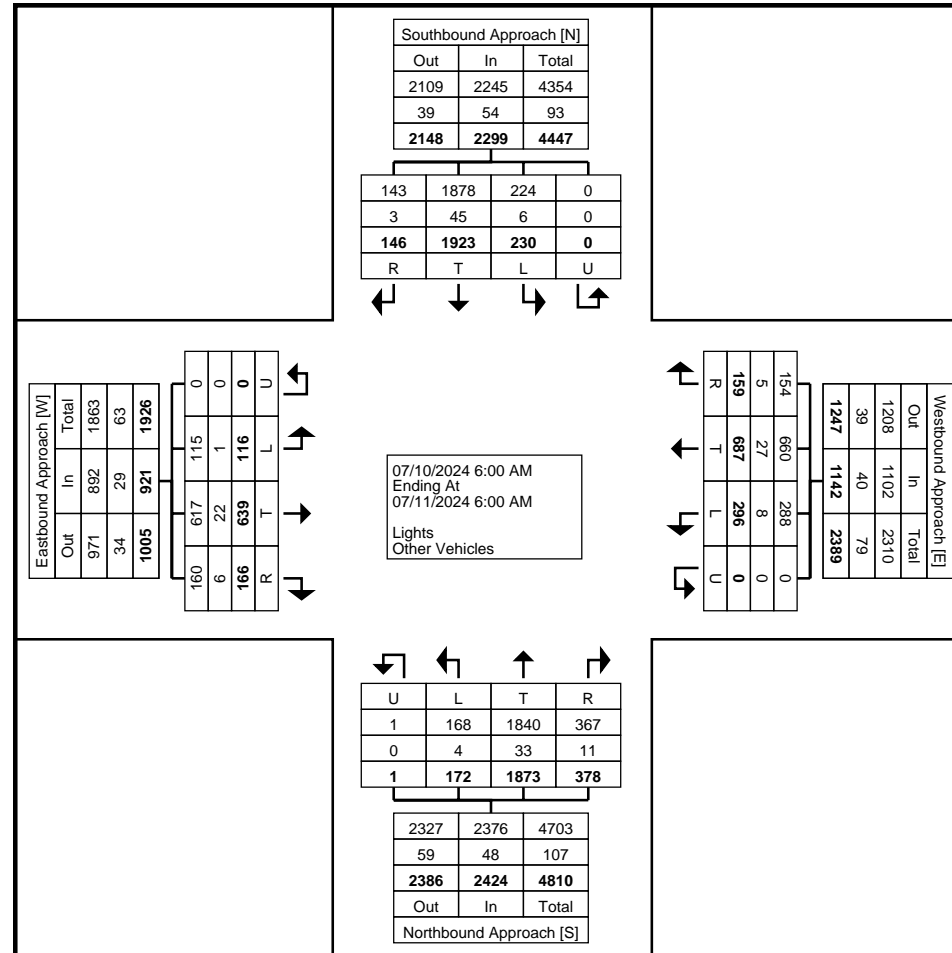 Southbound Approach [N]
Out In Total
2109 2245 4354
39 54 93
2148 2299 4447
143 1878 224 0
3 45 6 0
146 1923 230 0
R T L U
Eastbound Approach [W]
Total In Out
1863 892 971
63 29 34
1926 921 1005
0 115 617 160
0 1 22 6
0 116 639 166
U L T R
07/10/2024 6:00 AM
Ending At
07/11/2024 6:00 AM
Lights
Other Vehicles
Westbound Approach [E]
Out In Total
1208 1102 2310
39 40 79
1247 1142 2389
154 660 288 0
5 27 8 0
159 687 296 0
R T L U
U L T R
1 168 1840 367
0 4 33 11
1 172 1873 378
2327 2376 4703
59 48 107
2386 2424 4810
Out In Total
Northbound Approach [S]